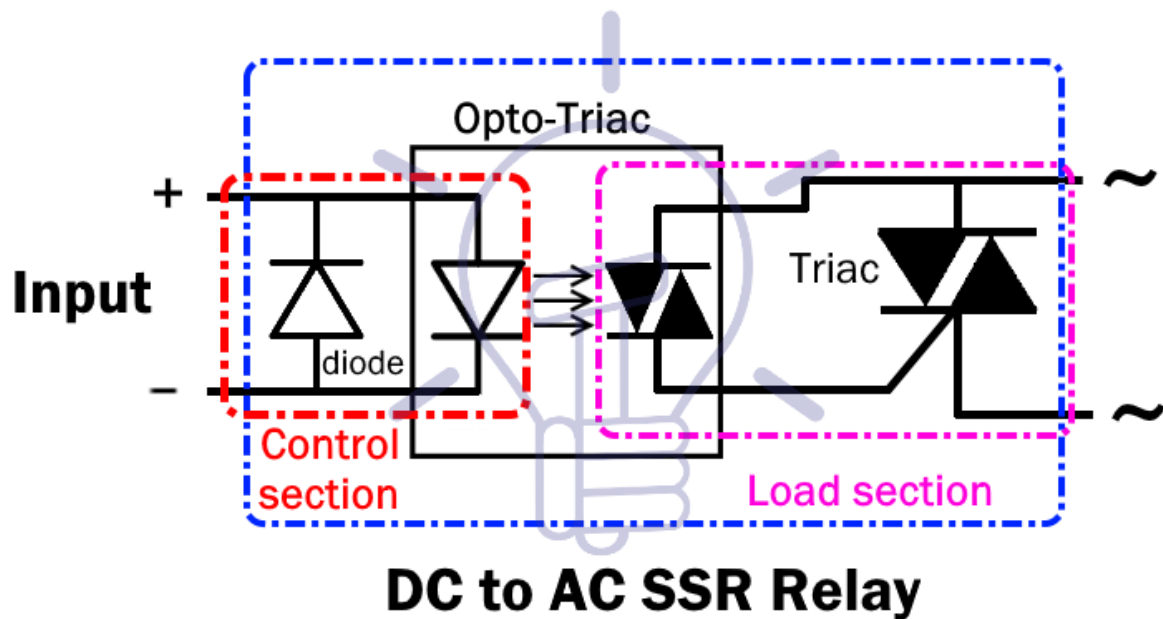 Opto-Triac
+
~
Input
Triac
diode
–
~
Control
section
Load section
DC to AC SSR Relay